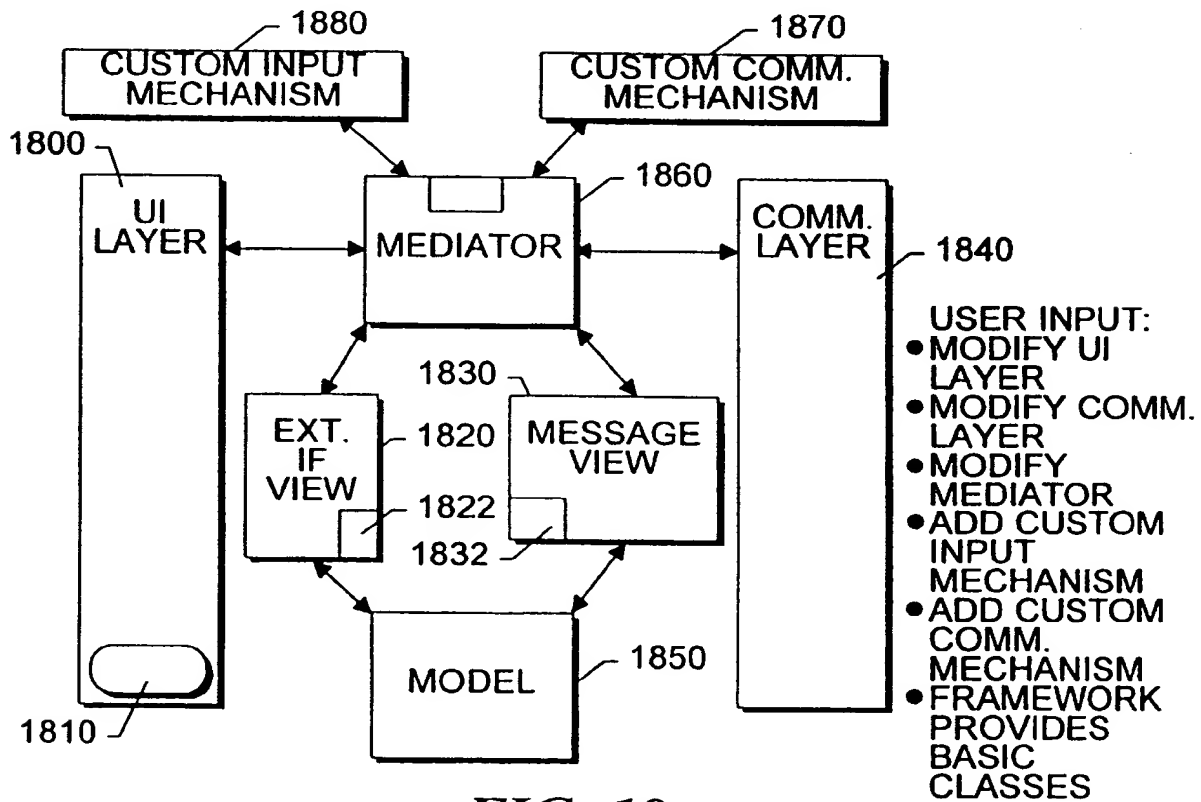 1880
1870
CUSTOM INPUT
MECHANISM
CUSTOM COMM.
MECHANISM
1800
1860
UI
LAYER
MEDIATOR
COMM.
LAYER
1840
1830
EXT.
IF
VIEW
1820
MESSAGE
VIEW
1822
1832
MODEL
1850
1810
USER INPUT:
●MODIFY UI
LAYER
●MODIFY COMM.
LAYER
●MODIFY
MEDIATOR
●ADD CUSTOM
INPUT
MECHANISM
●ADD CUSTOM
COMM.
MECHANISM
●FRAMEWORK
PROVIDES
BASIC
CLASSES